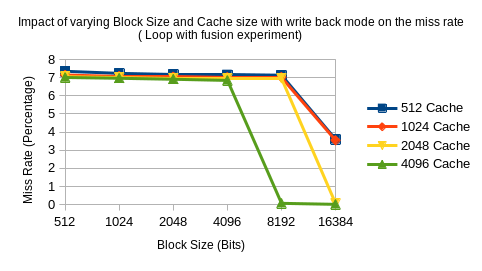 Impact of varying Block Size and Cache size with write back mode on the miss rate
( Loop with fusion experiment)
8
7
6
5
4
3
2
1
0
Miss Rate (Percentage)
512 1024 2048 4096 8192 16384
Block Size (Bits)
512 Cache
1024 Cache
2048 Cache
4096 Cache